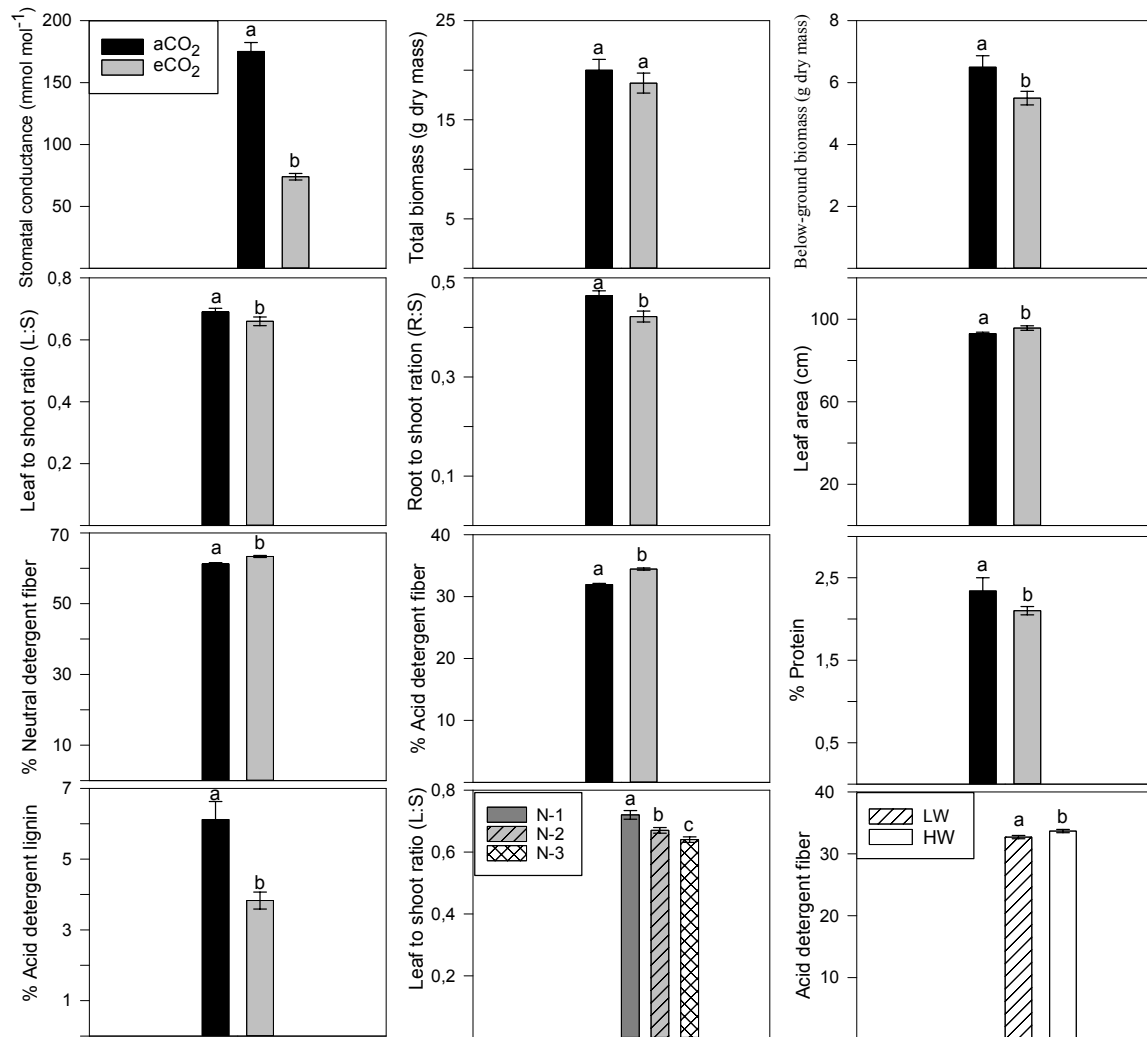 Stomatal conductance (mmol mol⁻¹)
200
150
100
50
aCO₂
eCO₂
a
b
Total biomass (g dry mass)
25
15
5
a
a
Below-ground biomass (g dry mass)
8
6
4
2
a
b
Leaf to shoot ratio (L:S)
0,8
0,6
0,4
0,2
a
b
Root to shoot ration (R:S)
0,5
0,3
0,1
a
b
Leaf area (cm)
100
60
20
a
b
% Neutral detergent fiber
70
50
30
10
a
b
% Acid detergent fiber
40
30
20
10
a
b
% Protein
2,5
1,5
0,5
a
b
% Acid detergent lignin
7
5
3
1
a
b
Leaf to shoot ratio (L:S)
0,8
0,6
0,4
0,2
N-1
N-2
N-3
a
b
c
Acid detergent fiber
40
30
20
10
LW
HW
a
b